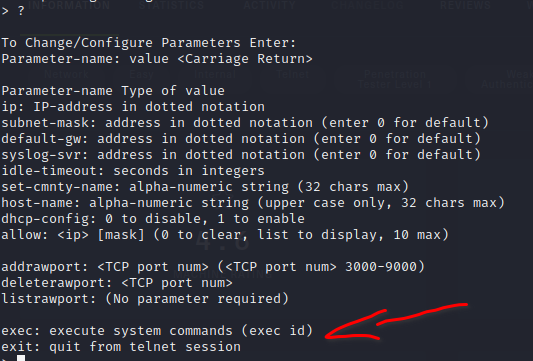 INFORMATION STATISTICS ACTIVITY REVIEWS
> ?
To Change/Configure Parameters Enter:
Parameter-name: value <Carriage Return>
Parameter-name Type of value
ip: IP-address in dotted notation
subnet-mask: address in dotted notation (enter 0 for default)
default-gw: address in dotted notation (enter 0 for default)
syslog-svr: address in dotted notation (enter 0 for default)
idle-timeout: seconds in integers
set-cmnty-name: alpha-numeric string (32 chars max)
host-name: alpha-numeric string (upper case only, 32 chars max)
dhcp-config: 0 to disable, 1 to enable
allow: <ip> [mask] (0 to clear, list to display, 10 max)
4.6
addrawport: <TCP port num> (<TCP port num> 3000-9000)
deleterawport: <TCP port num>
listrawport: (No parameter required)
exec: execute system commands (exec id)
exit: quit from telnet session
>